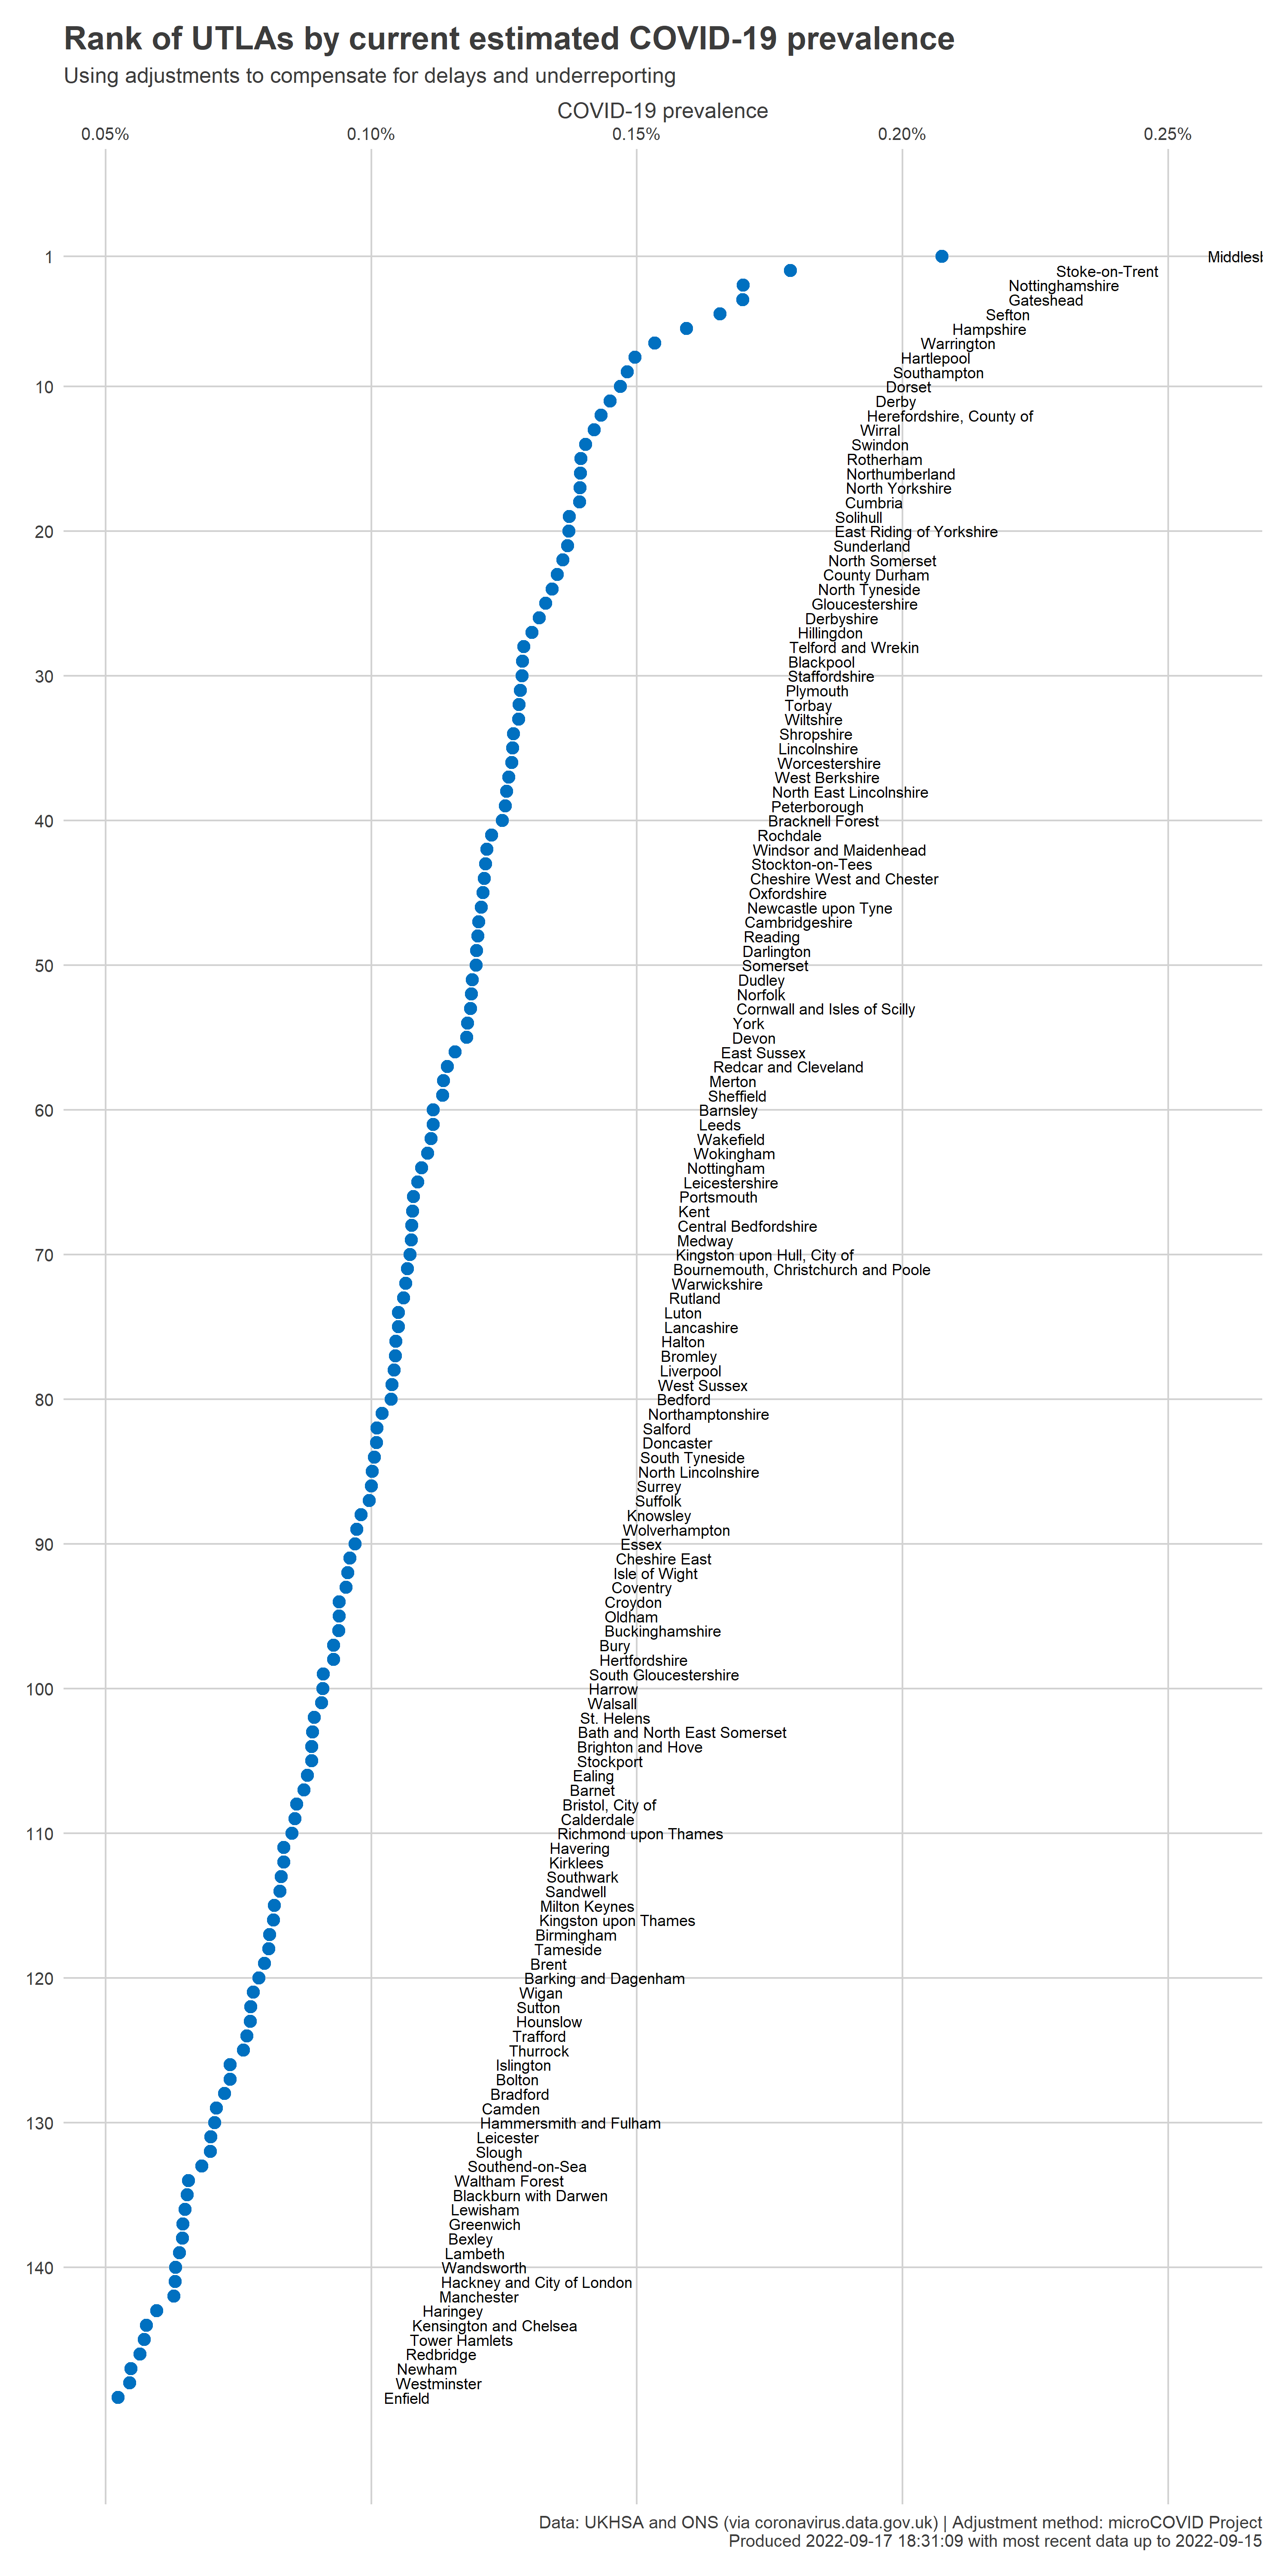 Rank of UTLAs by current estimated COVID-19 prevalence
Using adjustments to compensate for delays and underreporting
COVID-19 prevalence
0.05% 0.10% 0.15% 0.20% 0.25%
1 Middlesb
Stoke-on-Trent
Nottinghamshire
Gateshead
Sefton
Hampshire
Warrington
Hartlepool
Southampton
10 Dorset
Derby
Herefordshire, County of
Wirral
Swindon
Rotherham
Northumberland
North Yorkshire
Cumbria
Solihull
20 East Riding of Yorkshire
Sunderland
North Somerset
County Durham
North Tyneside
Gloucestershire
Derbyshire
Hillingdon
Telford and Wrekin
Blackpool
30 Staffordshire
Plymouth
Torbay
Wiltshire
Shropshire
Lincolnshire
Worcestershire
West Berkshire
North East Lincolnshire
Peterborough
40 Bracknell Forest
Rochdale
Windsor and Maidenhead
Stockton-on-Tees
Cheshire West and Chester
Oxfordshire
Newcastle upon Tyne
Cambridgeshire
Reading
Darlington
50 Somerset
Dudley
Norfolk
Cornwall and Isles of Scilly
York
Devon
East Sussex
Redcar and Cleveland
Merton
Sheffield
60 Barnsley
Leeds
Wakefield
Wokingham
Nottingham
Leicestershire
Portsmouth
Kent
Central Bedfordshire
Medway
70 Kingston upon Hull, City of
Bournemouth, Christchurch and Poole
Warwickshire
Rutland
Luton
Lancashire
Halton
Bromley
Liverpool
West Sussex
80 Bedford
Northamptonshire
Salford
Doncaster
South Tyneside
North Lincolnshire
Surrey
Suffolk
Knowsley
Wolverhampton
90 Essex
Cheshire East
Isle of Wight
Coventry
Croydon
Oldham
Buckinghamshire
Bury
Hertfordshire
South Gloucestershire
100 Harrow
Walsall
St. Helens
Bath and North East Somerset
Brighton and Hove
Stockport
Ealing
Barnet
Bristol, City of
Calderdale
110 Richmond upon Thames
Havering
Kirklees
Southwark
Sandwell
Milton Keynes
Kingston upon Thames
Birmingham
Tameside
Brent
120 Barking and Dagenham
Wigan
Sutton
Hounslow
Trafford
Thurrock
Islington
Bolton
Bradford
Camden
130 Hammersmith and Fulham
Leicester
Slough
Southend-on-Sea
Waltham Forest
Blackburn with Darwen
Lewisham
Greenwich
Bexley
Lambeth
140 Wandsworth
Hackney and City of London
Manchester
Haringey
Kensington and Chelsea
Tower Hamlets
Redbridge
Newham
Westminster
Enfield
Data: UKHSA and ONS (via coronavirus.data.gov.uk) | Adjustment method: microCOVID Project
Produced 2022-09-17 18:31:09 with most recent data up to 2022-09-15